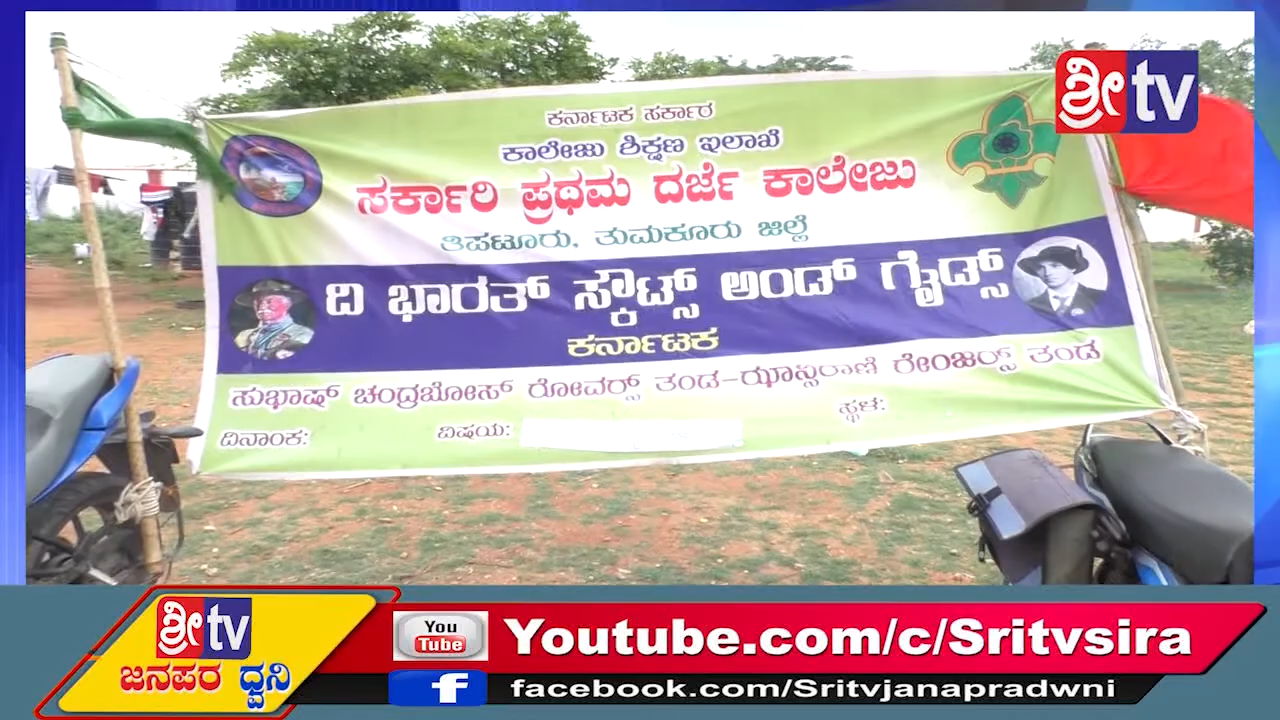 ಶ್ರೀ tv
ಕರ್ನಾಟಕ ಸರ್ಕಾರ
ಕಾಲೇಜು ಶಿಕ್ಷಣ ಇಲಾಖೆ
ಸರ್ಕಾರಿ ಪ್ರಥಮ ದರ್ಜೆ ಕಾಲೇಜು
ತಿಪಟೂರು, ತುಮಕೂರು ಜಿಲ್ಲೆ
ದಿ ಭಾರತ್ ಸ್ಕೌಟ್ಸ್ ಅಂಡ್ ಗೈಡ್ಸ್
ಕರ್ನಾಟಕ
ಸುಭಾಷ್ ಚಂದ್ರಬೋಸ್ ರೋವರ‍್ಸ್ ತಂಡ-ಝಾನ್ಸಿರಾಣಿ ರೇಂಜರ‍್ಸ್ ತಂಡ
ದಿನಾಂಕ: ವಿಷಯ: ಸ್ಥಳ:
ಶ್ರೀ tv
ಜನಪರ ಧ್ವನಿ
You Tube
Youtube.com/c/Sritvsira
f facebook.com/Sritvjanapradwni